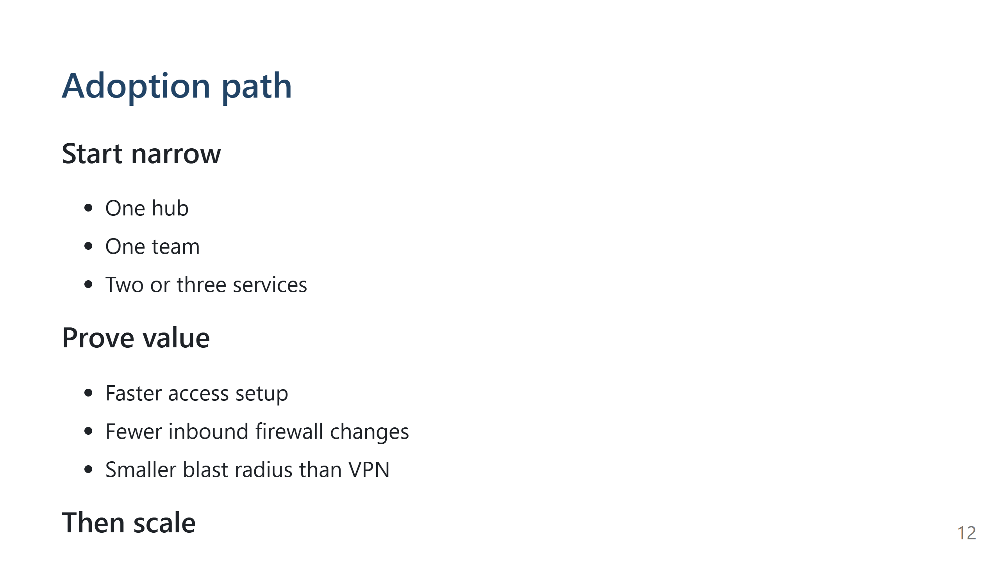 Adoption path
Start narrow
• One hub
• One team
• Two or three services
Prove value
• Faster access setup
• Fewer inbound firewall changes
• Smaller blast radius than VPN
Then scale
12